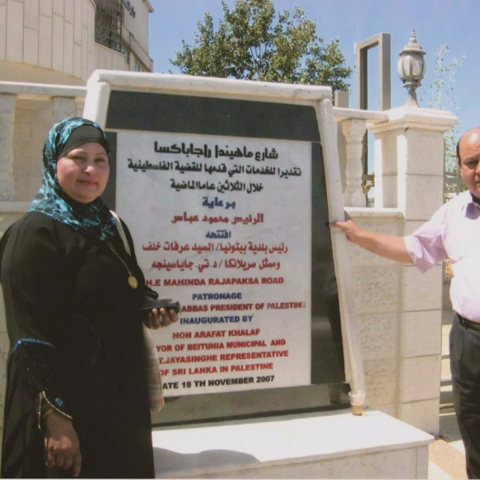 شارع ماهيندا راجاباكسا
تقديرا للخدمات التي قدمها للقضية الفلسطينية
خلال الثلاثين عاما الماضية
برعاية
الرئيس محمود عباس
افتتحه
رئيس بلدية بيتونيا/ السيد عرفات خلف
وممثل سريلانكا/ د. تي جاياسينجه
H.E MAHINDA RAJAPAKSA ROAD
PATRONAGE
ABBAS PRESIDENT OF PALESTINE
INAUGURATED BY
HON ARAFAT KHALAF
YOR OF BEITUNIA MUNICIPAL AND
T.JAYASINGHE REPRESENTATIVE
OF SRI LANKA IN PALESTINE
ATE 18 TH NOVEMBER 2007